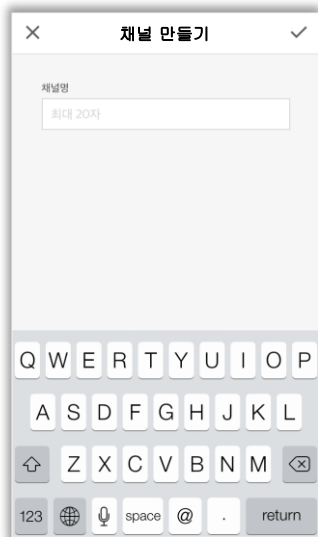 채널 만들기
채널명
최대 20자
Q W E R T Y U I O P
A S D F G H J K L
Z X C V B N M
123 space @ . return